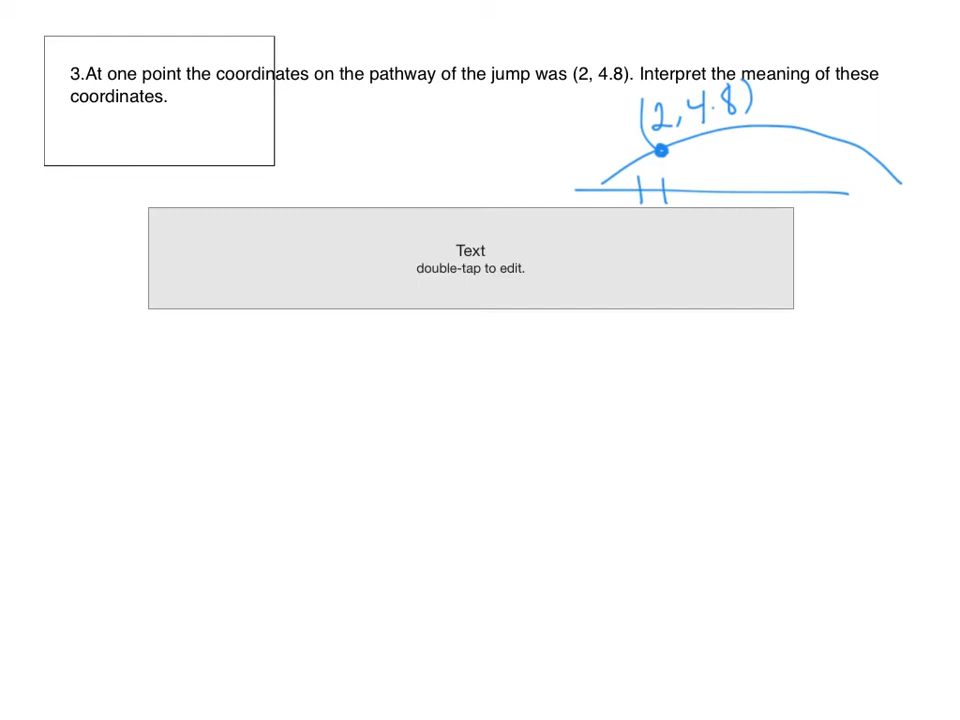 3.At one point the coordinates on the pathway of the jump was (2, 4.8). Interpret the meaning of these
coordinates.
(2, 4.8)
Text
double-tap to edit.